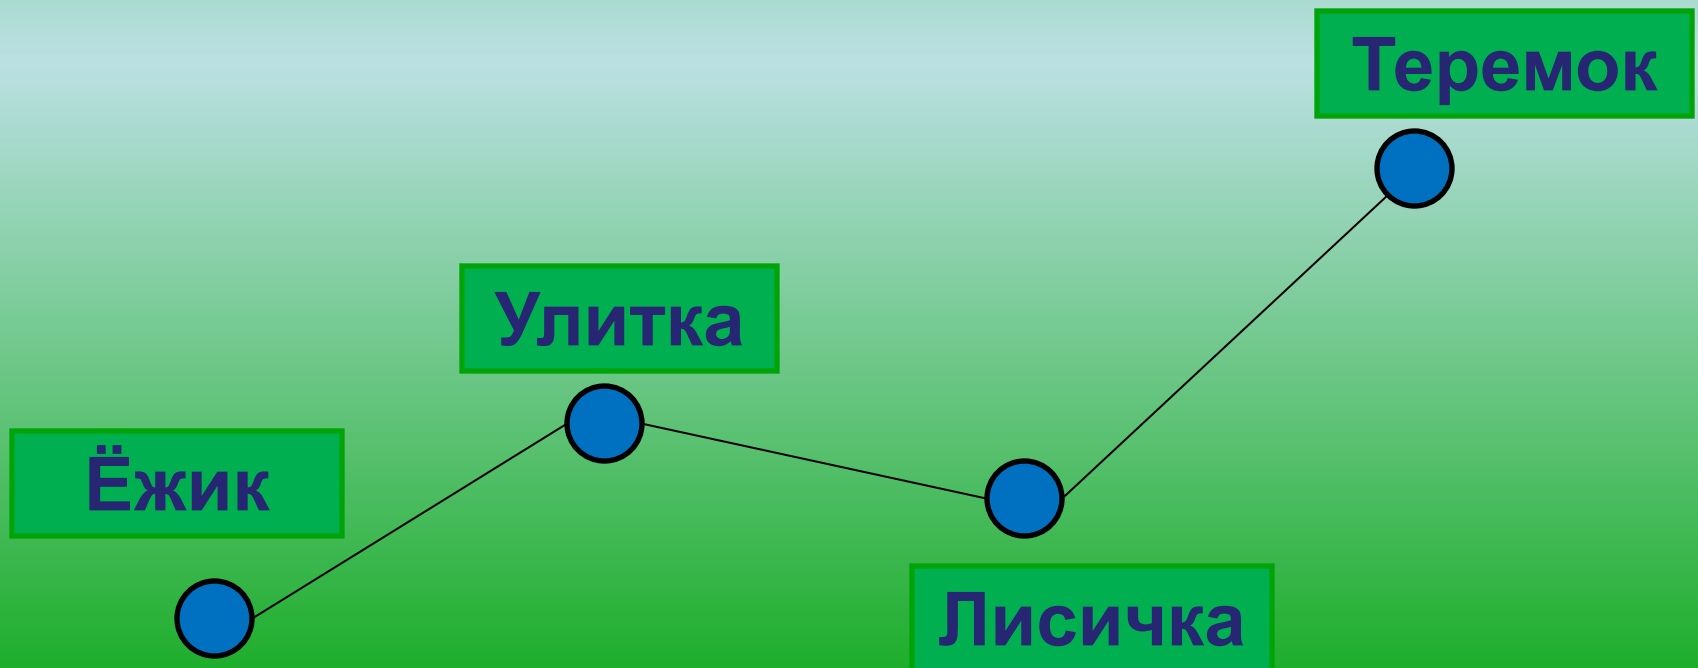 Теремок
Улитка
Ёжик
Лисичка